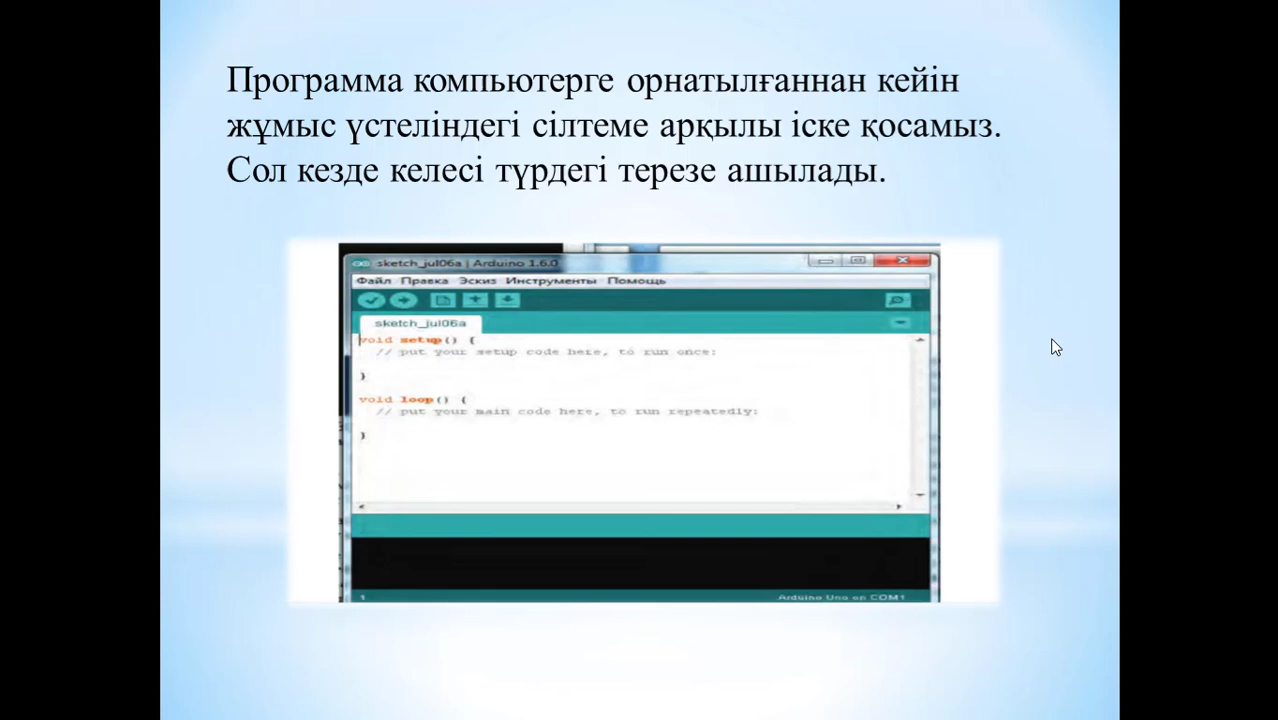 Программа компьютерге орнатылғаннан кейін
жұмыс үстеліндегі сілтеме арқылы іске қосамыз.
Сол кезде келесі түрдегі терезе ашылады.
sketch_jul06a | Arduino 1.6.0
Файл Правка Эскиз Инструменты Помощь
sketch_jul06a
void setup() {
// put your setup code here, to run once:
}
void loop() {
// put your main code here, to run repeatedly:
}
1 Arduino Uno on COM1